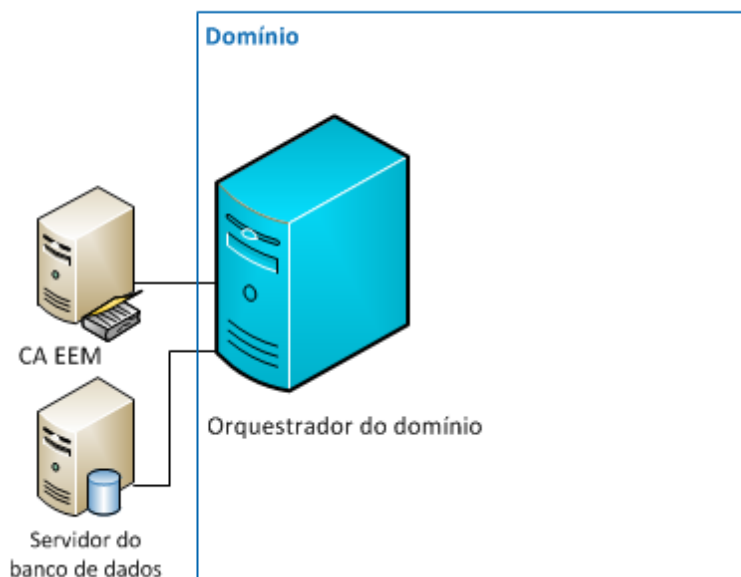 Domínio
CA EEM
Orquestrador do domínio
Servidor do
banco de dados